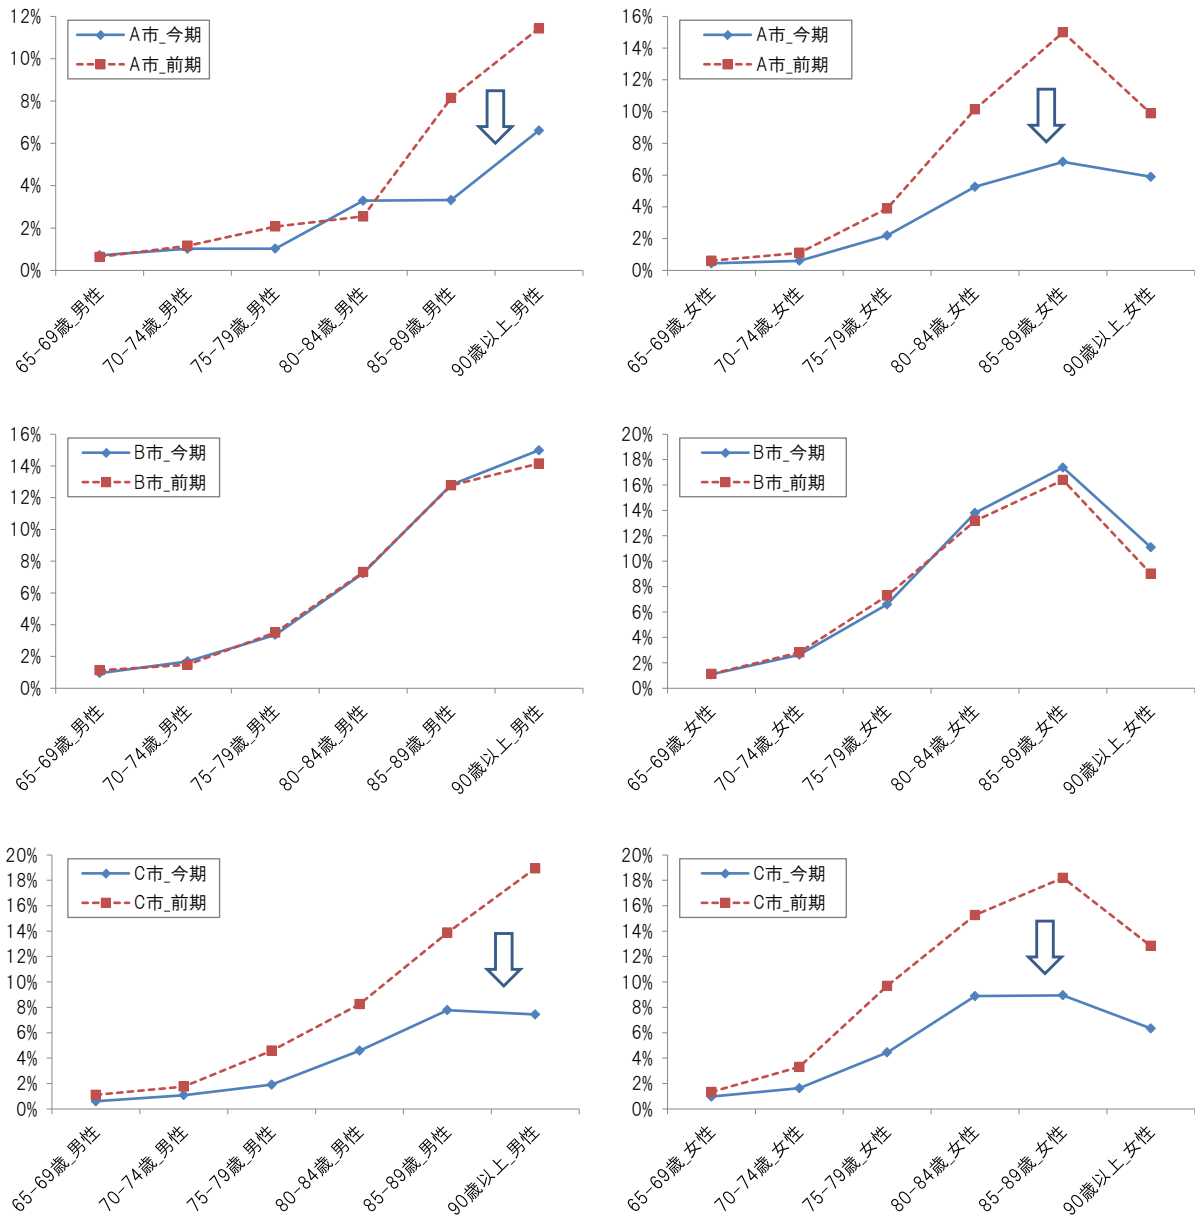 12%
10%
8%
6%
4%
2%
0%
A市_今期
A市_前期
65-69歳_男性
70-74歳_男性
75-79歳_男性
80-84歳_男性
85-89歳_男性
90歳以上_男性
16%
14%
12%
10%
8%
6%
4%
2%
0%
A市_今期
A市_前期
65-69歳_女性
70-74歳_女性
75-79歳_女性
80-84歳_女性
85-89歳_女性
90歳以上_女性
16%
14%
12%
10%
8%
6%
4%
2%
0%
B市_今期
B市_前期
65-69歳_男性
70-74歳_男性
75-79歳_男性
80-84歳_男性
85-89歳_男性
90歳以上_男性
20%
18%
16%
14%
12%
10%
8%
6%
4%
2%
0%
B市_今期
B市_前期
65-69歳_女性
70-74歳_女性
75-79歳_女性
80-84歳_女性
85-89歳_女性
90歳以上_女性
20%
18%
16%
14%
12%
10%
8%
6%
4%
2%
0%
C市_今期
C市_前期
65-69歳_男性
70-74歳_男性
75-79歳_男性
80-84歳_男性
85-89歳_男性
90歳以上_男性
20%
18%
16%
14%
12%
10%
8%
6%
4%
2%
0%
C市_今期
C市_前期
65-69歳_女性
70-74歳_女性
75-79歳_女性
80-84歳_女性
85-89歳_女性
90歳以上_女性